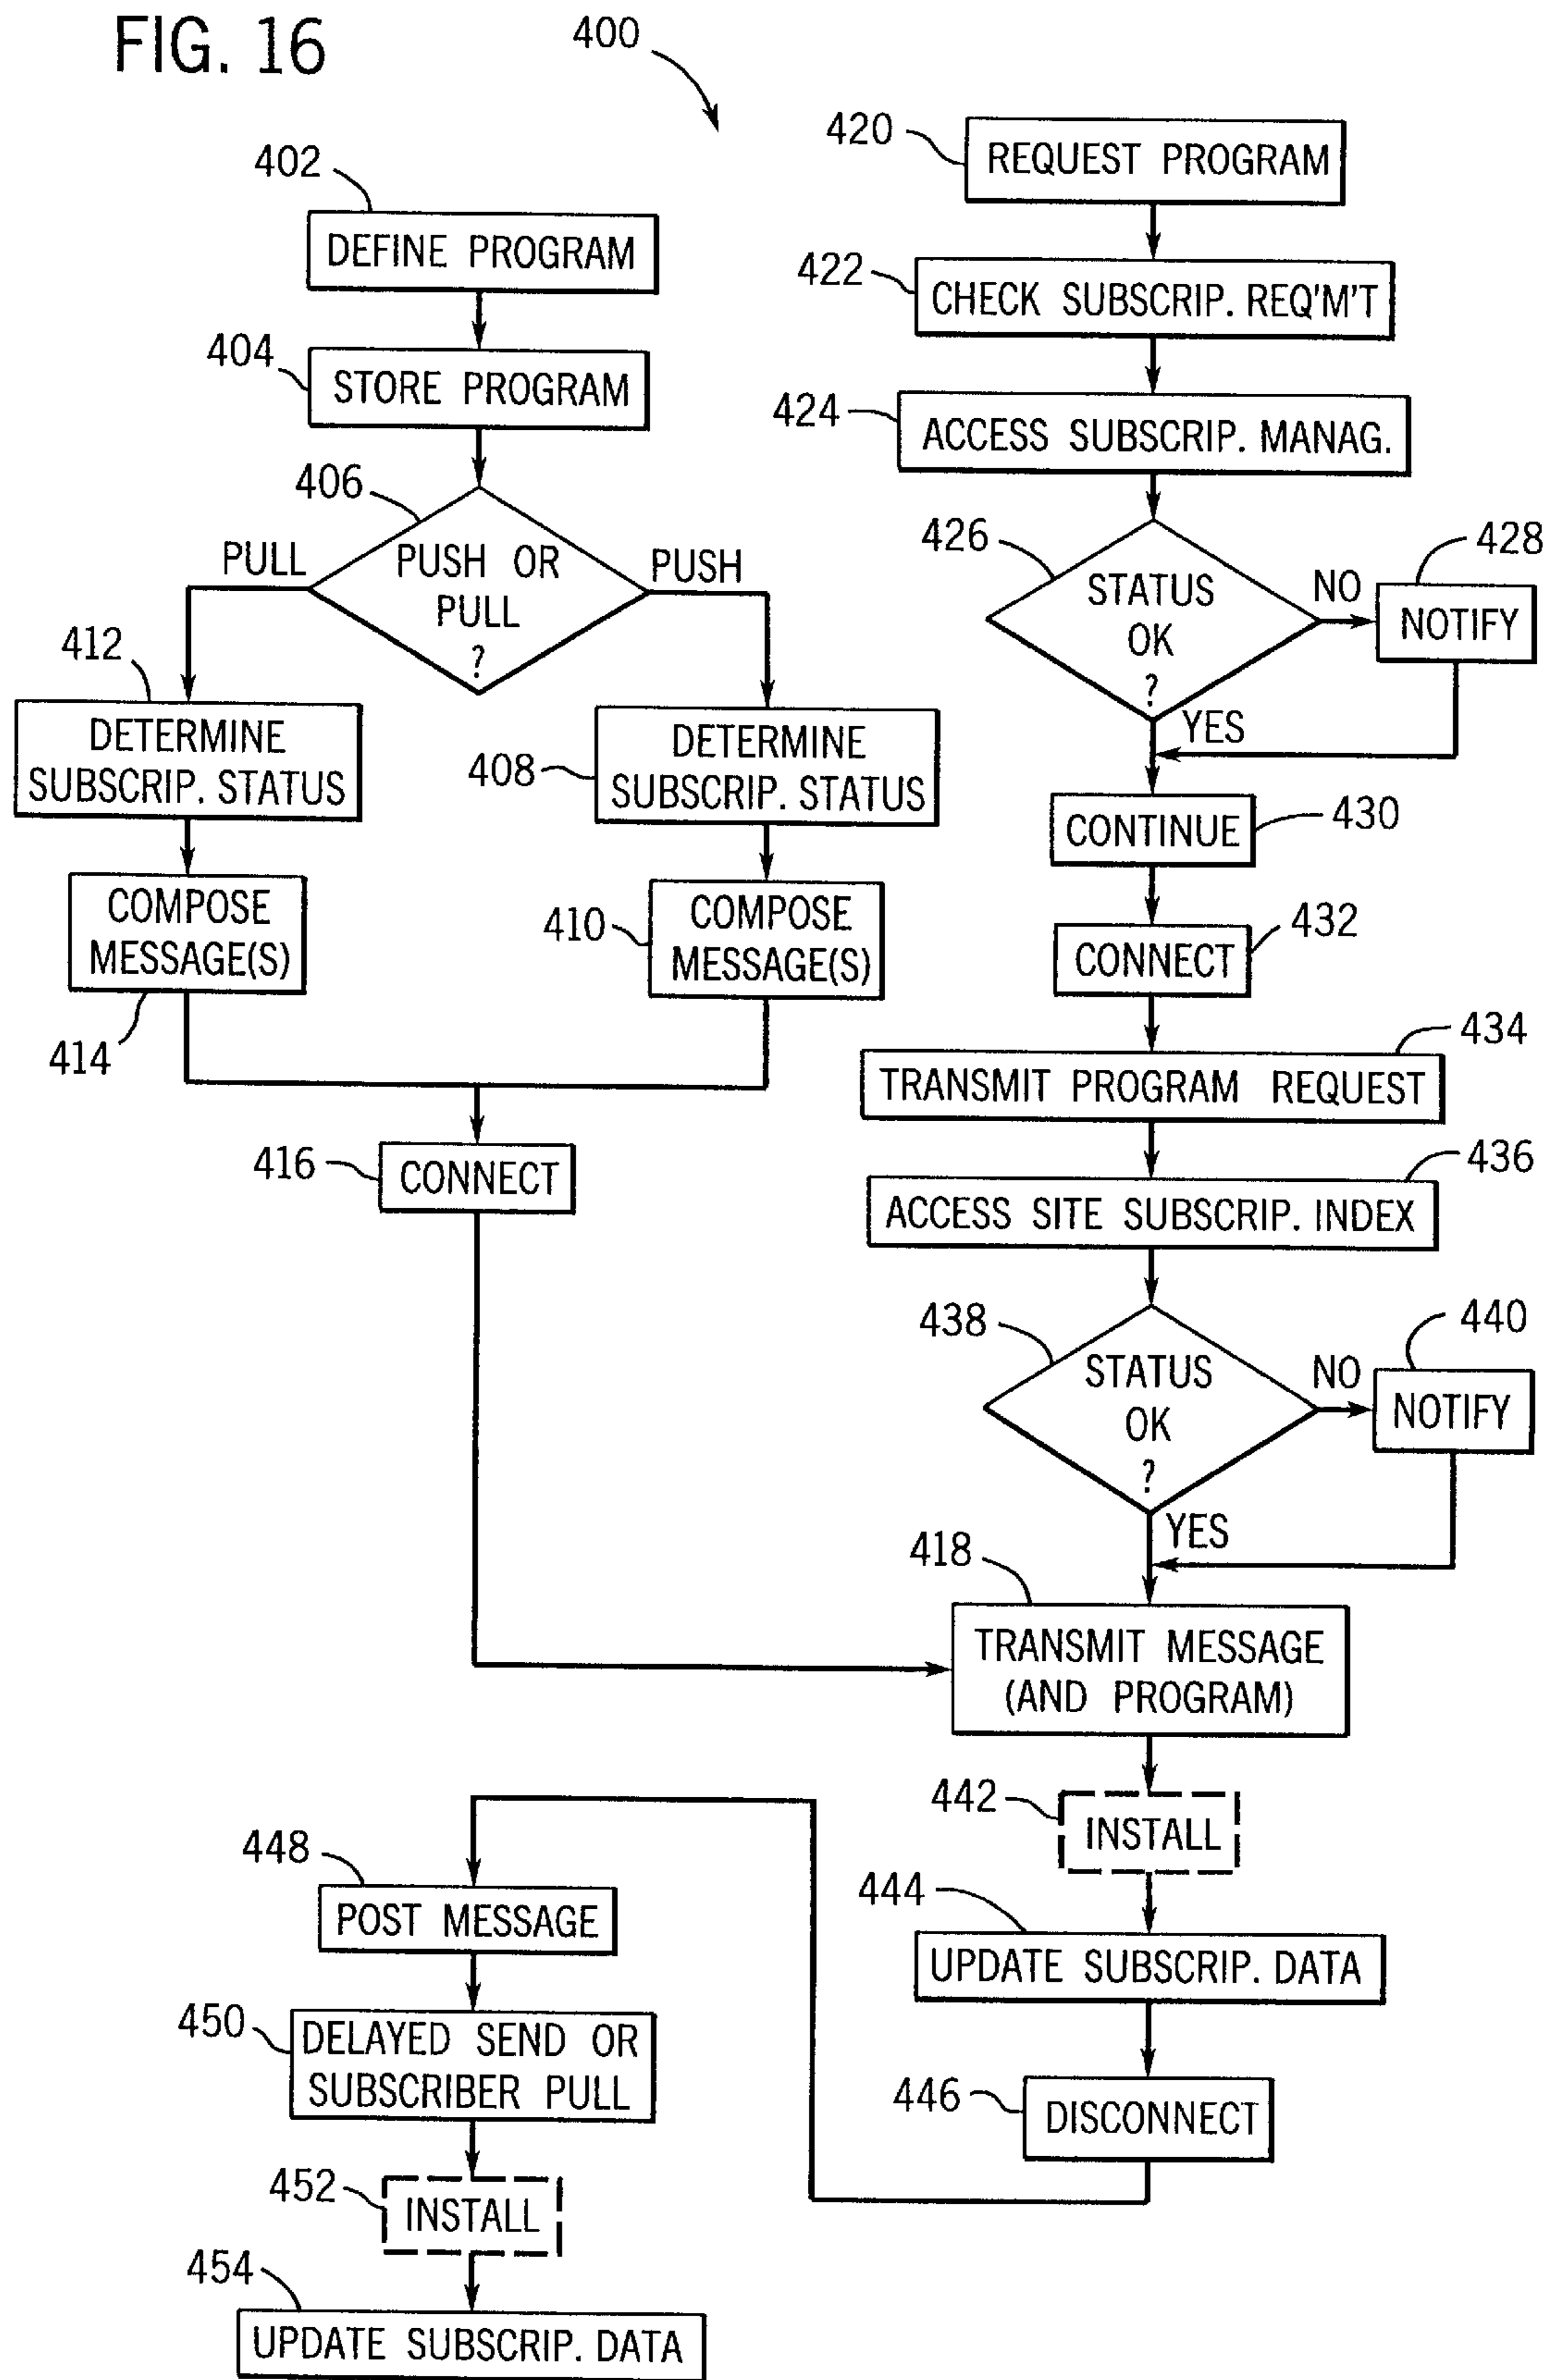 FIG. 16
400
402
DEFINE PROGRAM
404
STORE PROGRAM
406
PUSH OR
PULL
?
PULL
PUSH
412
DETERMINE
SUBSCRIP. STATUS
408
DETERMINE
SUBSCRIP. STATUS
COMPOSE
MESSAGE(S)
414
410
COMPOSE
MESSAGE(S)
416
CONNECT
420
REQUEST PROGRAM
422
CHECK SUBSCRIP. REQ'M'T
424
ACCESS SUBSCRIP. MANAG.
426
STATUS
OK
?
NO
428
NOTIFY
YES
CONTINUE
430
CONNECT
432
434
TRANSMIT PROGRAM REQUEST
436
ACCESS SITE SUBSCRIP. INDEX
438
STATUS
OK
?
NO
440
NOTIFY
YES
418
TRANSMIT MESSAGE
(AND PROGRAM)
442
INSTALL
444
UPDATE SUBSCRIP. DATA
446
DISCONNECT
448
POST MESSAGE
450
DELAYED SEND OR
SUBSCRIBER PULL
452
INSTALL
454
UPDATE SUBSCRIP. DATA